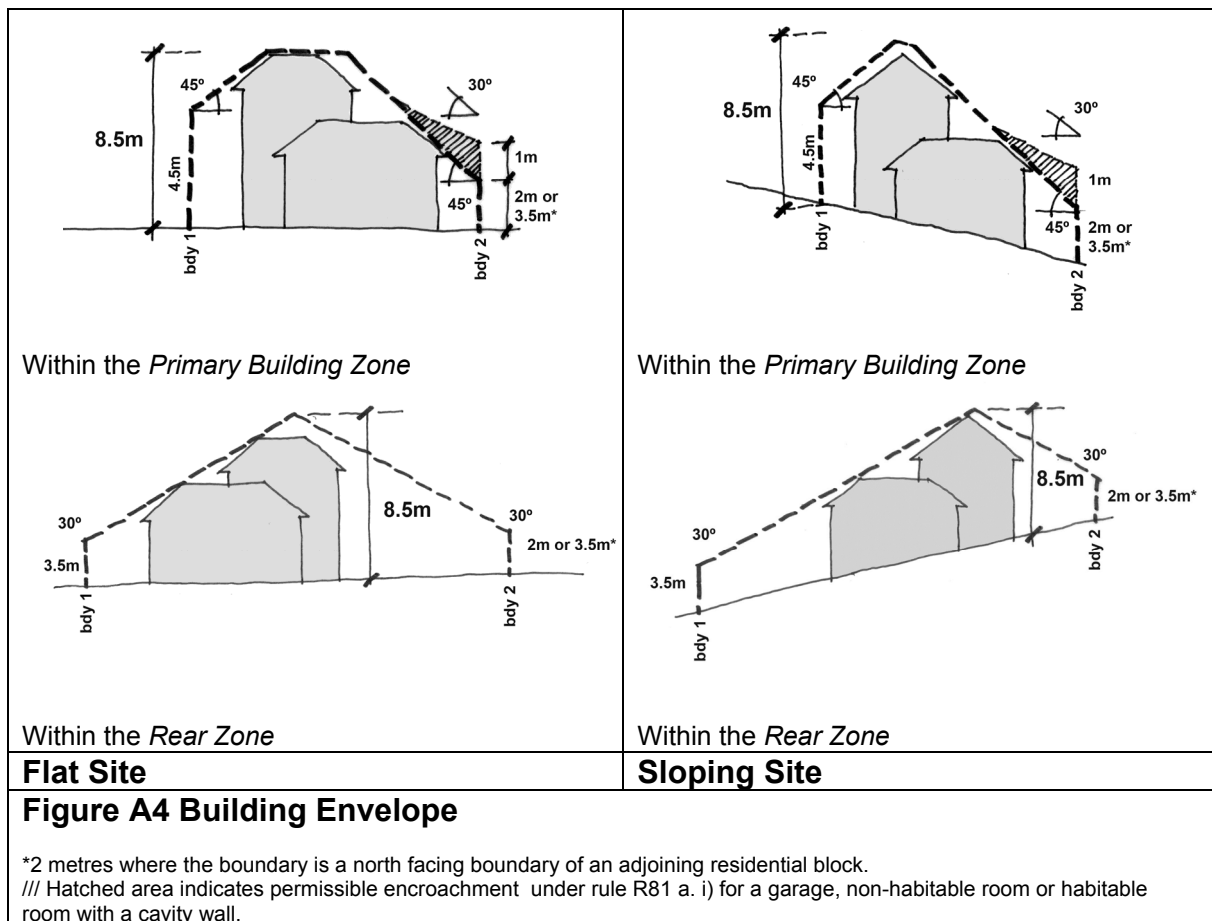 45º
30º
8.5m
4.5m
1m
45º
2m or
3.5m*
bdy 1
bdy 2
Within the Primary Building Zone
45º
30º
8.5m
4.5m
1m
45º
2m or
3.5m*
bdy 1
bdy 2
Within the Primary Building Zone
8.5m
30º
30º
3.5m
2m or 3.5m*
bdy 1
bdy 2
Within the Rear Zone
30º
8.5m
2m or 3.5m*
30º
3.5m
bdy 2
bdy 1
Within the Rear Zone
Flat Site
Sloping Site
Figure A4 Building Envelope
*2 metres where the boundary is a north facing boundary of an adjoining residential block.
/// Hatched area indicates permissible encroachment under rule R81 a. i) for a garage, non-habitable room or habitable
room with a cavity wall.